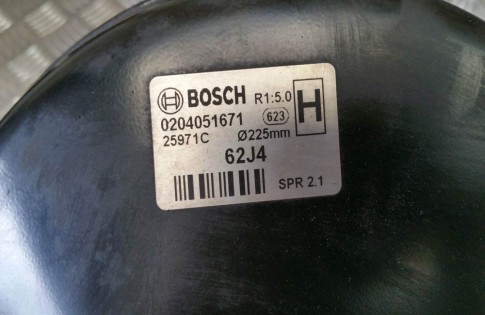 BOSCH R1:5.0 H
0204051671 623
25971C Ø225mm
62J4
SPR 2.1